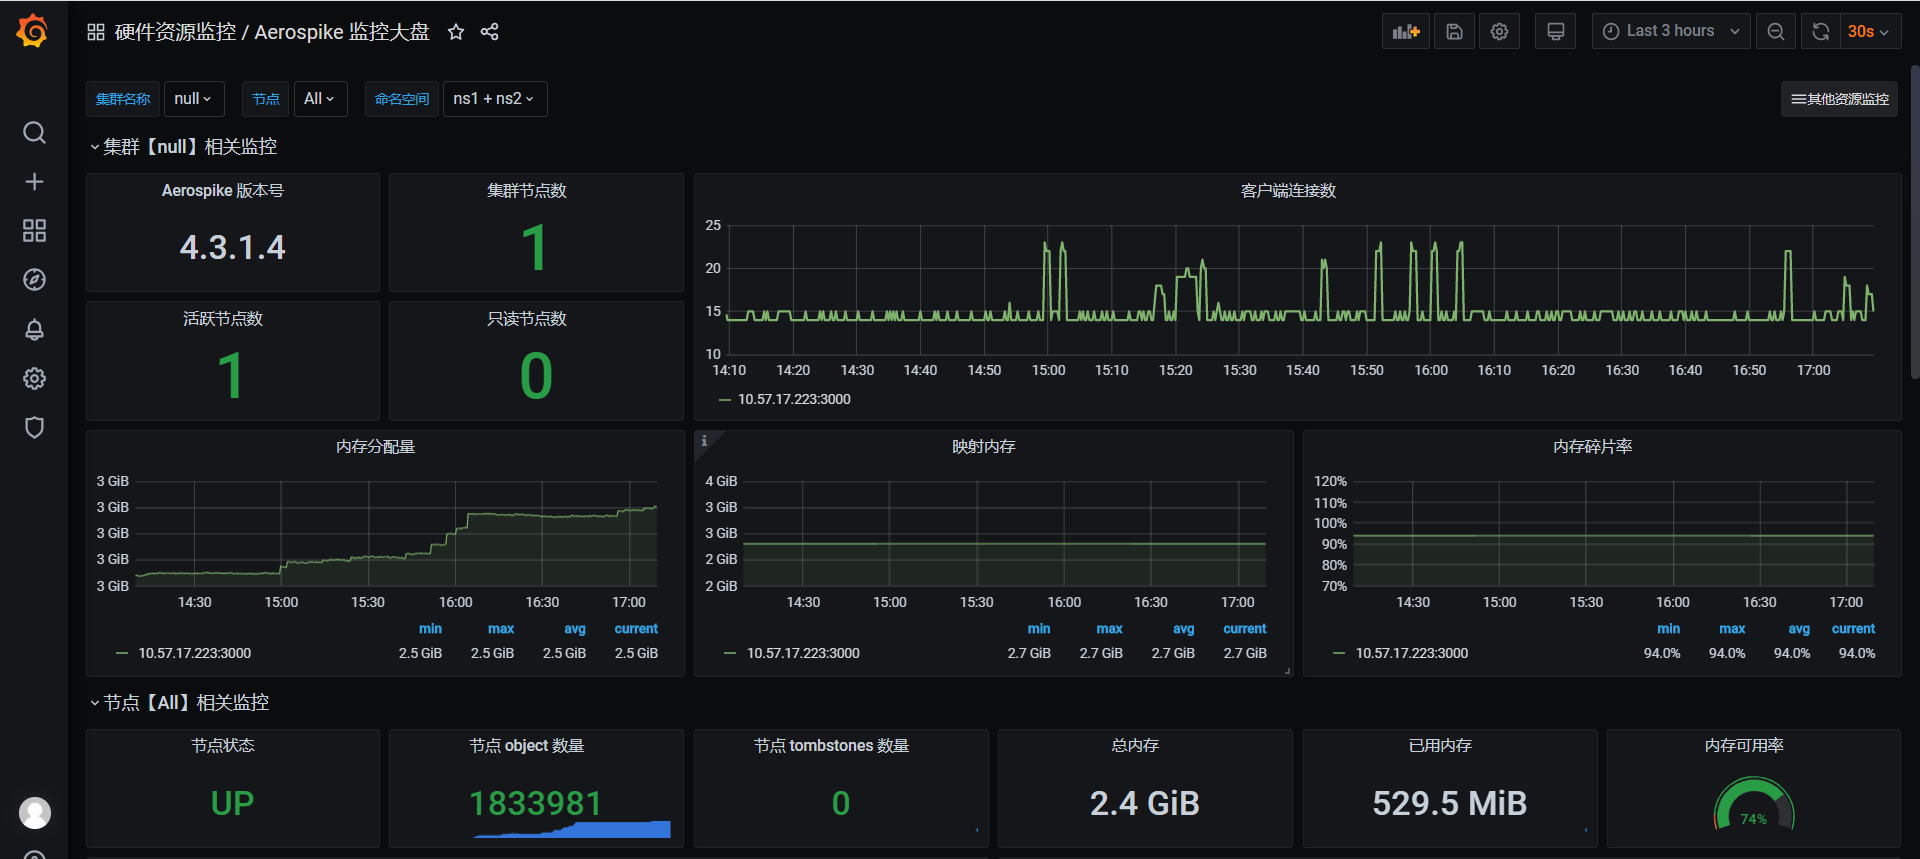 硬件资源监控 / Aerospike 监控大盘
Last 3 hours
30s
集群名称 null 节点 All 命名空间 ns1 + ns2
其他资源监控
集群【null】相关监控
Aerospike 版本号
4.3.1.4
集群节点数
1
活跃节点数
1
只读节点数
0
客户端连接数
25
20
15
10
14:10 14:20 14:30 14:40 14:50 15:00 15:10 15:20 15:30 15:40 15:50 16:00 16:10 16:20 16:30 16:40 16:50 17:00
10.57.17.223:3000
内存分配量
3 GiB
3 GiB
3 GiB
3 GiB
3 GiB
14:30 15:00 15:30 16:00 16:30 17:00
min max avg current
10.57.17.223:3000 2.5 GiB 2.5 GiB 2.5 GiB 2.5 GiB
映射内存
4 GiB
3 GiB
3 GiB
2 GiB
2 GiB
14:30 15:00 15:30 16:00 16:30 17:00
min max avg current
10.57.17.223:3000 2.7 GiB 2.7 GiB 2.7 GiB 2.7 GiB
内存碎片率
120%
110%
100%
90%
80%
70%
14:30 15:00 15:30 16:00 16:30 17:00
min max avg current
10.57.17.223:3000 94.0% 94.0% 94.0% 94.0%
节点【All】相关监控
节点状态
UP
节点 object 数量
1833981
节点 tombstones 数量
0
总内存
2.4 GiB
已用内存
529.5 MiB
内存可用率
74%